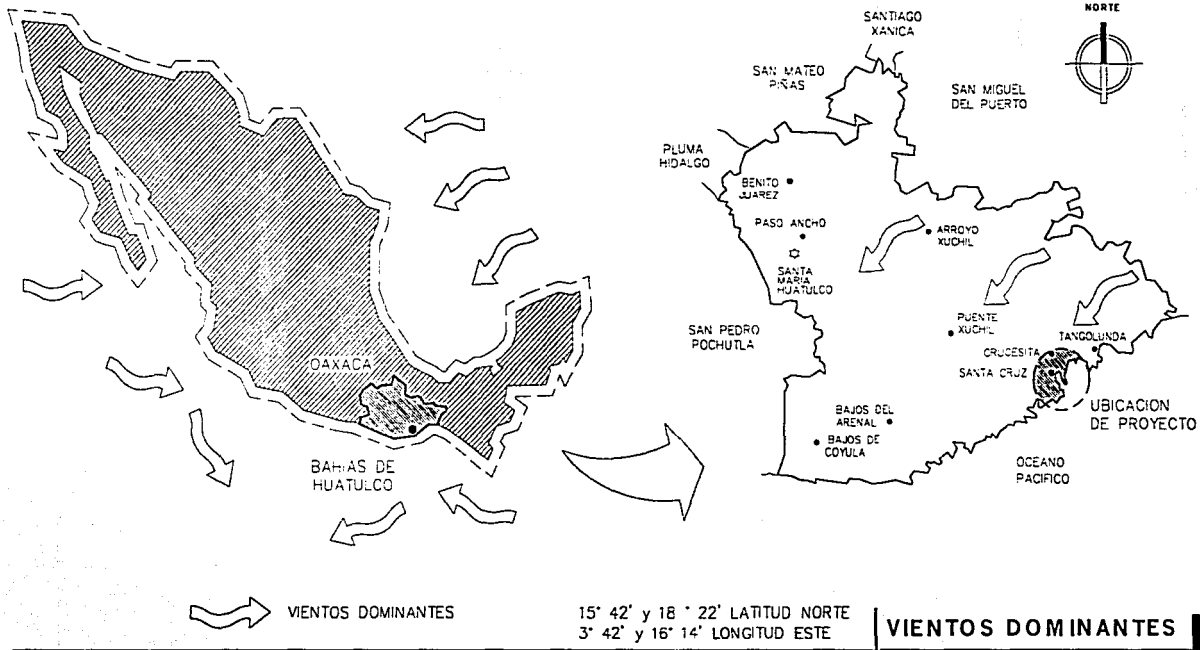 NORTE
SANTIAGO
XANICA
SAN MATEO
PIÑAS
SAN MIGUEL
DEL PUERTO
PLUMA
HIDALGO
BENITO
JUAREZ
PASO ANCHO
ARROYO
XUCHIL
SANTA
MARIA
HUATULCO
SAN PEDRO
POCHUTLA
PUENTE
XUCHIL
TANGOLUNDA
CRUCESITA
SANTA CRUZ
UBICACION
DE PROYECTO
BAJOS DEL
ARENAL
BAJOS DE
COYULA
OCEANO
PACIFICO
OAXACA
BAHIAS DE
HUATULCO
VIENTOS DOMINANTES
15° 42' y 18 ° 22' LATITUD NORTE
3° 42' y 16° 14' LONGITUD ESTE
VIENTOS DOMINANTES